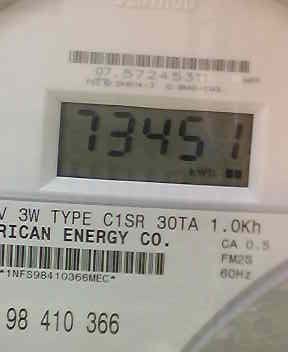 07.572453
73451
kWh
V 3W TYPE C1SR 30TA 1.0Kh
RICAN ENERGY CO.
CA 0.5
FM2S
60Hz
*1NFS98410366MEC*
98 410 366